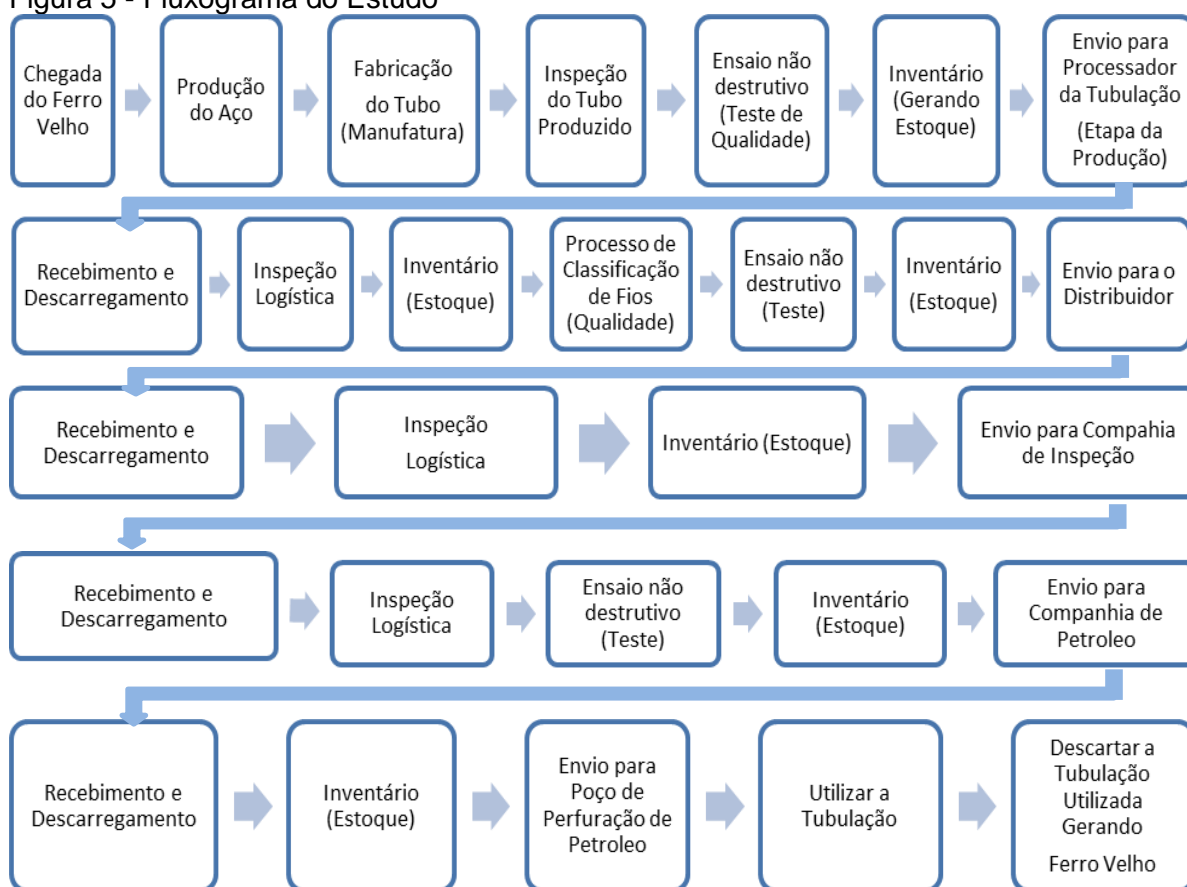 Figura 5 - Fluxograma do Estudo
Chegada
do Ferro
Velho
Produção
do Aço
Fabricação
do Tubo
(Manufatura)
Inspeção
do Tubo
Produzido
Ensaio não
destrutivo
(Teste de
Qualidade)
Inventário
(Gerando
Estoque)
Envio para
Processador
da Tubulação
(Etapa da
Produção)
Recebimento e
Descarregamento
Inspeção
Logística
Inventário
(Estoque)
Processo de
Classificação
de Fios
(Qualidade)
Ensaio não
destrutivo
(Teste)
Inventário
(Estoque)
Envio para o
Distribuidor
Recebimento e
Descarregamento
Inspeção
Logística
Inventário (Estoque)
Envio para Compahia
de Inspeção
Recebimento e
Descarregamento
Inspeção
Logística
Ensaio não
destrutivo
(Teste)
Inventário
(Estoque)
Envio para
Companhia de
Petroleo
Recebimento e
Descarregamento
Inventário
(Estoque)
Envio para
Poço de
Perfuração de
Petroleo
Utilizar a
Tubulação
Descartar a
Tubulação
Utilizada
Gerando
Ferro Velho